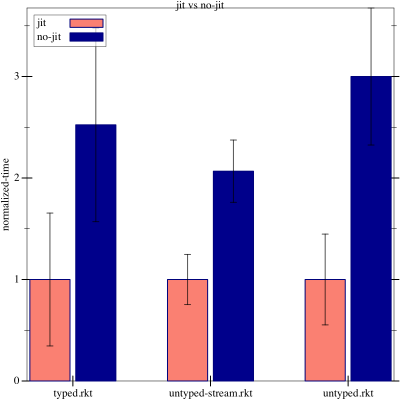 jit vs no-jit
jit
no-jit
3
2
1
0
normalized-time
typed.rkt
untyped-stream.rkt
untyped.rkt